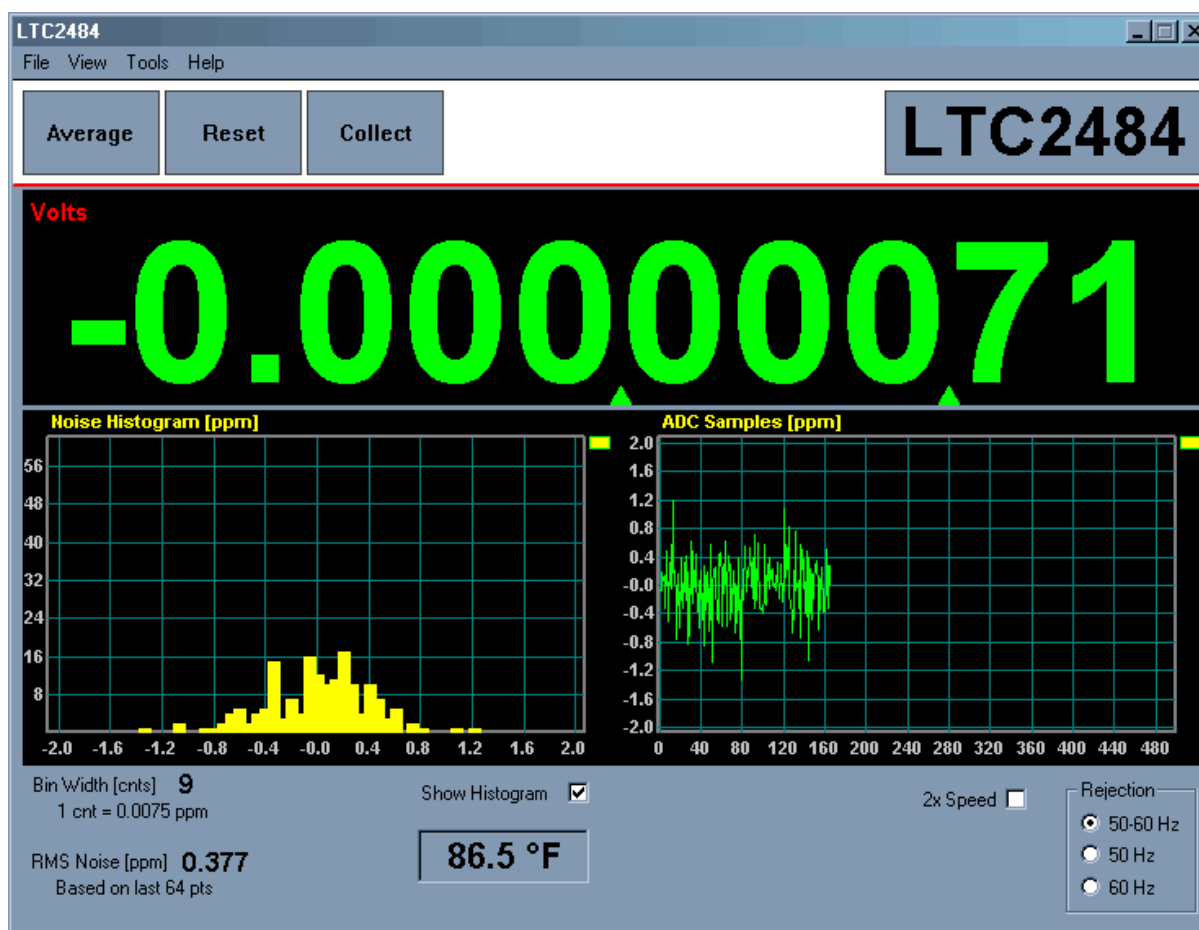 LTC2484
File View Tools Help
Average Reset Collect LTC2484
Volts
-0.00000071
Noise Histogram [ppm]
56
48
40
32
24
16
8
-2.0 -1.6 -1.2 -0.8 -0.4 -0.0 0.4 0.8 1.2 1.6 2.0
ADC Samples [ppm]
2.0
1.6
1.2
0.8
0.4
-0.0
-0.4
-0.8
-1.2
-1.6
-2.0
0 40 80 120 160 200 240 280 320 360 400 440 480
Bin Width [cnts] 9
1 cnt = 0.0075 ppm
RMS Noise [ppm] 0.377
Based on last 64 pts
Show Histogram
86.5 °F
2x Speed
Rejection
50-60 Hz
50 Hz
60 Hz